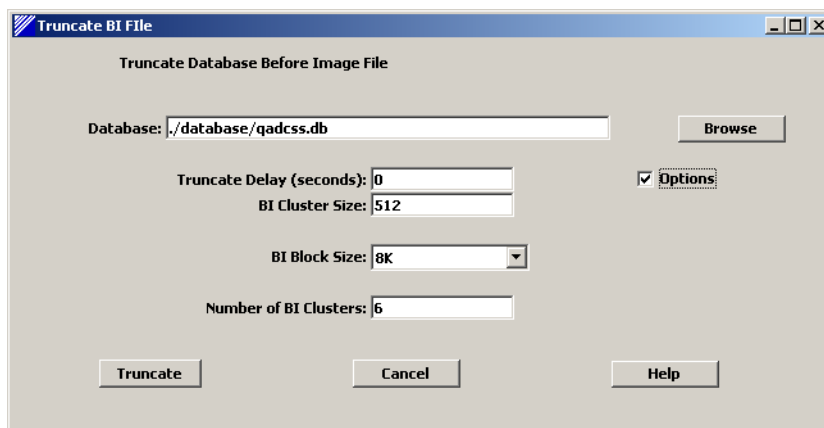 Truncate BI FIle
Truncate Database Before Image File
Database: ./database/qadcss.db Browse
Truncate Delay (seconds): 0 Options
BI Cluster Size: 512
BI Block Size: 8K
Number of BI Clusters: 6
Truncate Cancel Help